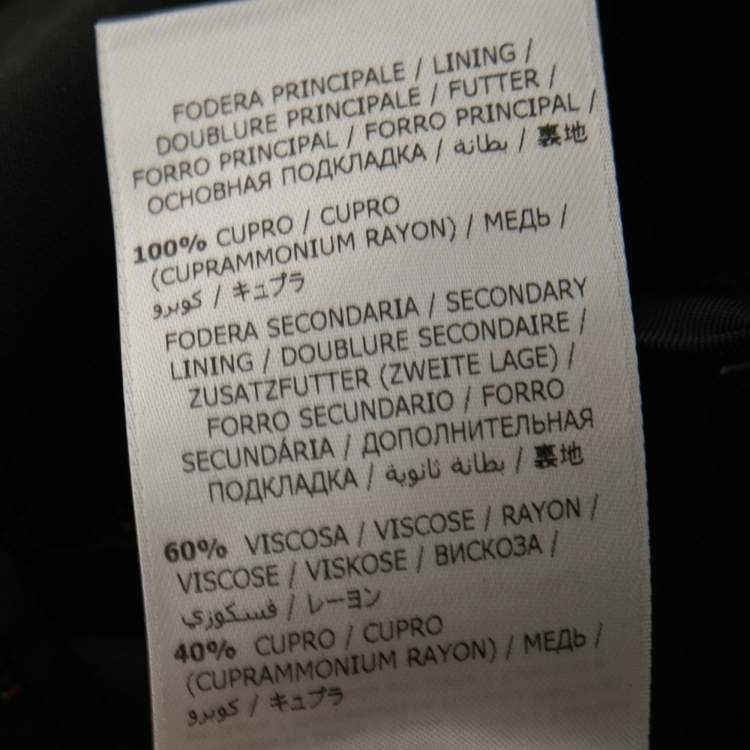 FODERA PRINCIPALE / LINING /
DOUBLURE PRINCIPALE / FUTTER /
FORRO PRINCIPAL / FORRO PRINCIPAL /
ОСНОВНАЯ ПОДКЛАДКА / بطانة / 裏地
100% CUPRO / CUPRO
(CUPRAMMONIUM RAYON) / МЕДЬ /
كوبرو / キュプラ
FODERA SECONDARIA / SECONDARY
LINING / DOUBLURE SECONDAIRE /
ZUSATZFUTTER (ZWEITE LAGE) /
FORRO SECUNDARIO / FORRO
SECUNDÁRIA / ДОПОЛНИТЕЛЬНАЯ
ПОДКЛАДКА / بطانة ثانوية / 裏地
60% VISCOSA / VISCOSE / RAYON /
VISCOSE / VISKOSE / ВИСКОЗА /
فسكوزي / レーヨン
40% CUPRO / CUPRO
(CUPRAMMONIUM RAYON) / МЕДЬ /
كوبرو / キュプラ